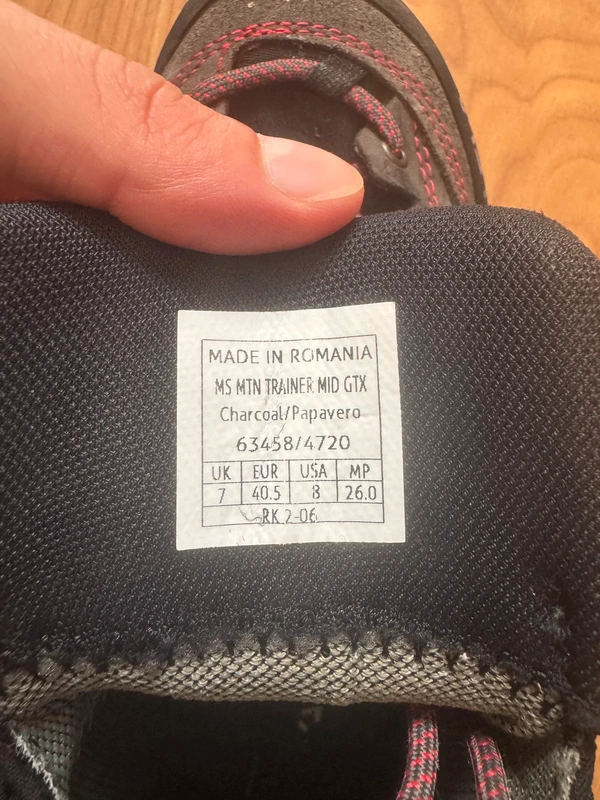 MADE IN ROMANIA
MS MTN TRAINER MID GTX
Charcoal/Papavero
63458/4720
UK EUR USA MP
7 40.5 8 26.0
RK 2-06